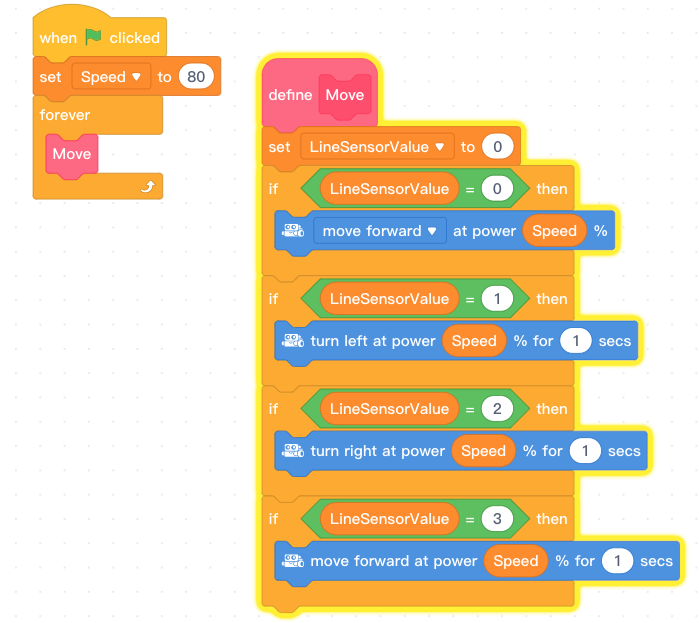 when clicked
set Speed to 80
forever
Move
define Move
set LineSensorValue to 0
if LineSensorValue = 0 then
move forward at power Speed %
if LineSensorValue = 1 then
turn left at power Speed % for 1 secs
if LineSensorValue = 2 then
turn right at power Speed % for 1 secs
if LineSensorValue = 3 then
move forward at power Speed % for 1 secs